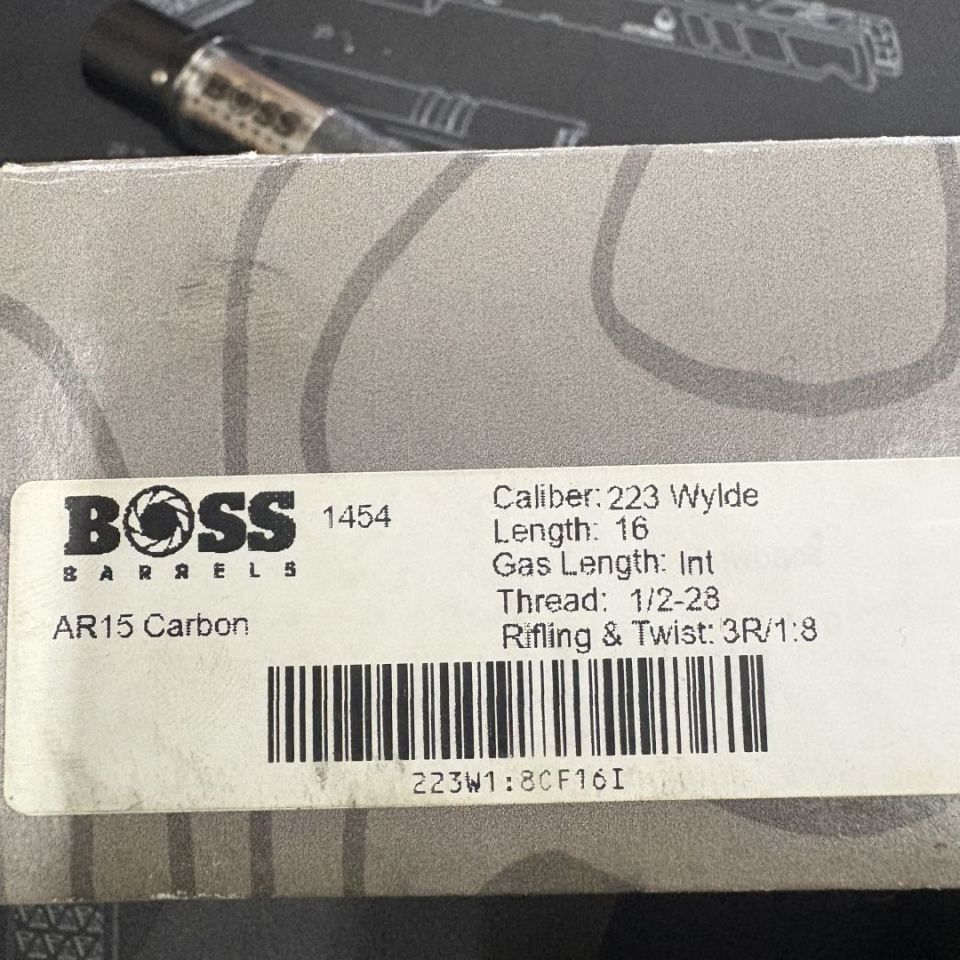 BOSS
BOSS
BARRELS
1454
AR15 Carbon
Caliber: 223 Wylde
Length: 16
Gas Length: Int
Thread: 1/2-28
Rifling & Twist: 3R/1:8
223W1:8CF16I